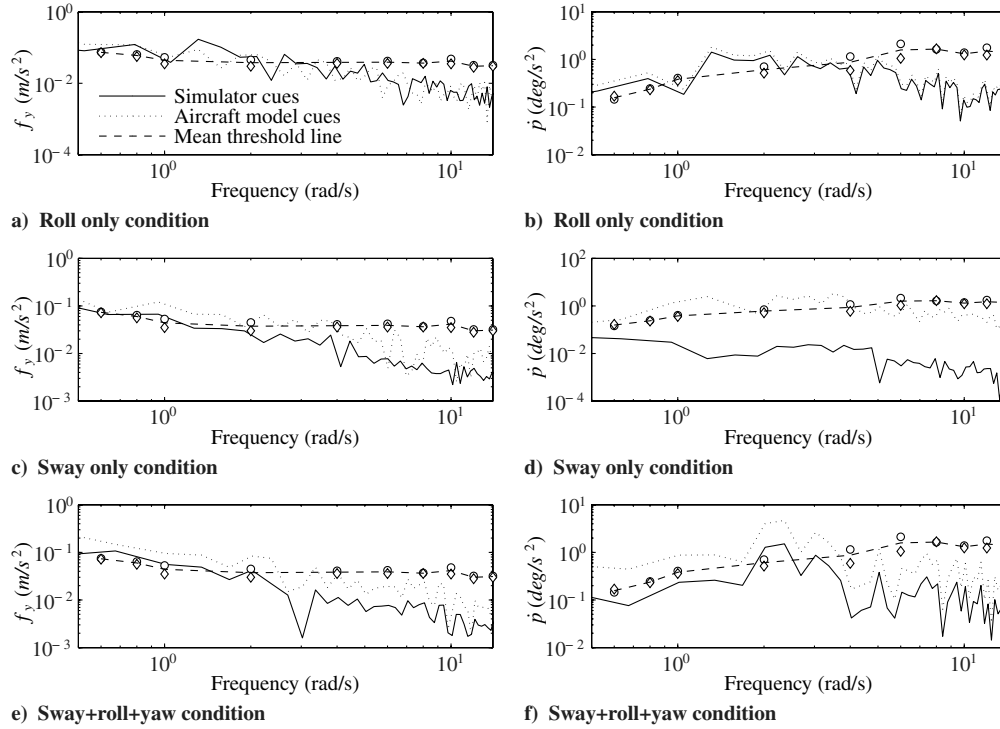 10^0
10^-2
10^-4
f_y (m/s^2)
Simulator cues
Aircraft model cues
Mean threshold line
10^0
10^1
Frequency (rad/s)
a) Roll only condition
10^1
10^0
10^-1
10^-2
ṗ (deg/s^2)
10^0
10^1
Frequency (rad/s)
b) Roll only condition
10^0
10^-1
10^-2
10^-3
f_y (m/s^2)
10^0
10^1
Frequency (rad/s)
c) Sway only condition
10^2
10^0
10^-2
10^-4
ṗ (deg/s^2)
10^0
10^1
Frequency (rad/s)
d) Sway only condition
10^0
10^-1
10^-2
10^-3
f_y (m/s^2)
10^0
10^1
Frequency (rad/s)
e) Sway+roll+yaw condition
10^1
10^0
10^-1
10^-2
ṗ (deg/s^2)
10^0
10^1
Frequency (rad/s)
f) Sway+roll+yaw condition